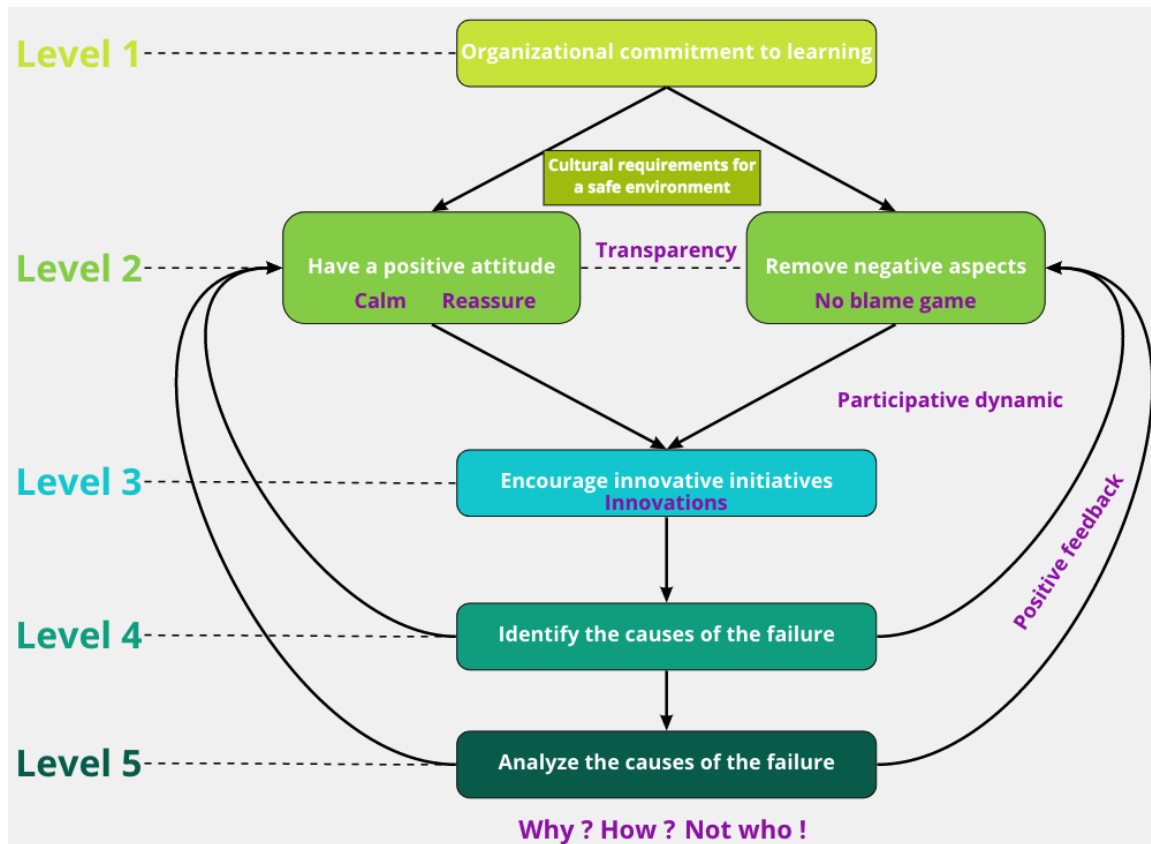 Level 1
Organizational commitment to learning
Cultural requirements for
a safe environment
Level 2
Have a positive attitude
Calm Reassure
Transparency
Remove negative aspects
No blame game
Participative dynamic
Level 3
Encourage innovative initiatives
Innovations
Positive feedback
Level 4
Identify the causes of the failure
Level 5
Analyze the causes of the failure
Why ? How ? Not who !